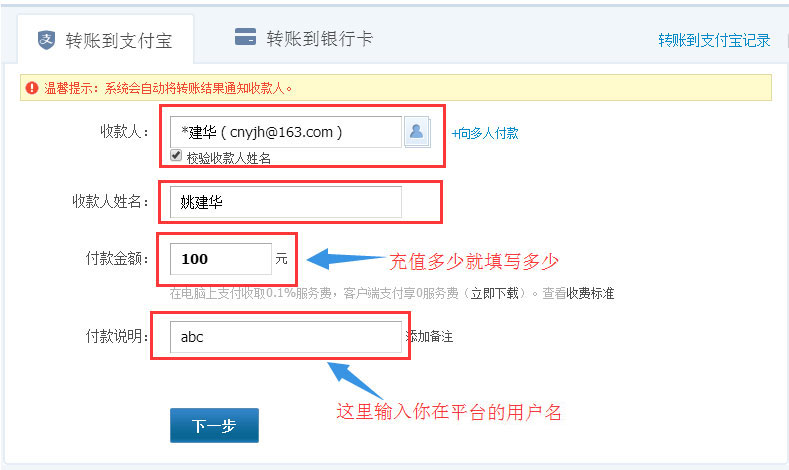 转账到支付宝 转账到银行卡 转账到支付宝记录
温馨提示：系统会自动将转账结果通知收款人。
收款人： *建华 ( cnyjh@163.com ) +向多人付款
校验收款人姓名
收款人姓名： 姚建华
付款金额： 100 元 充值多少就填写多少
在电脑上支付收取0.1%服务费，客户端支付享0服务费（立即下载）。查看收费标准
付款说明： abc 添加备注
这里输入你在平台的用户名
下一步